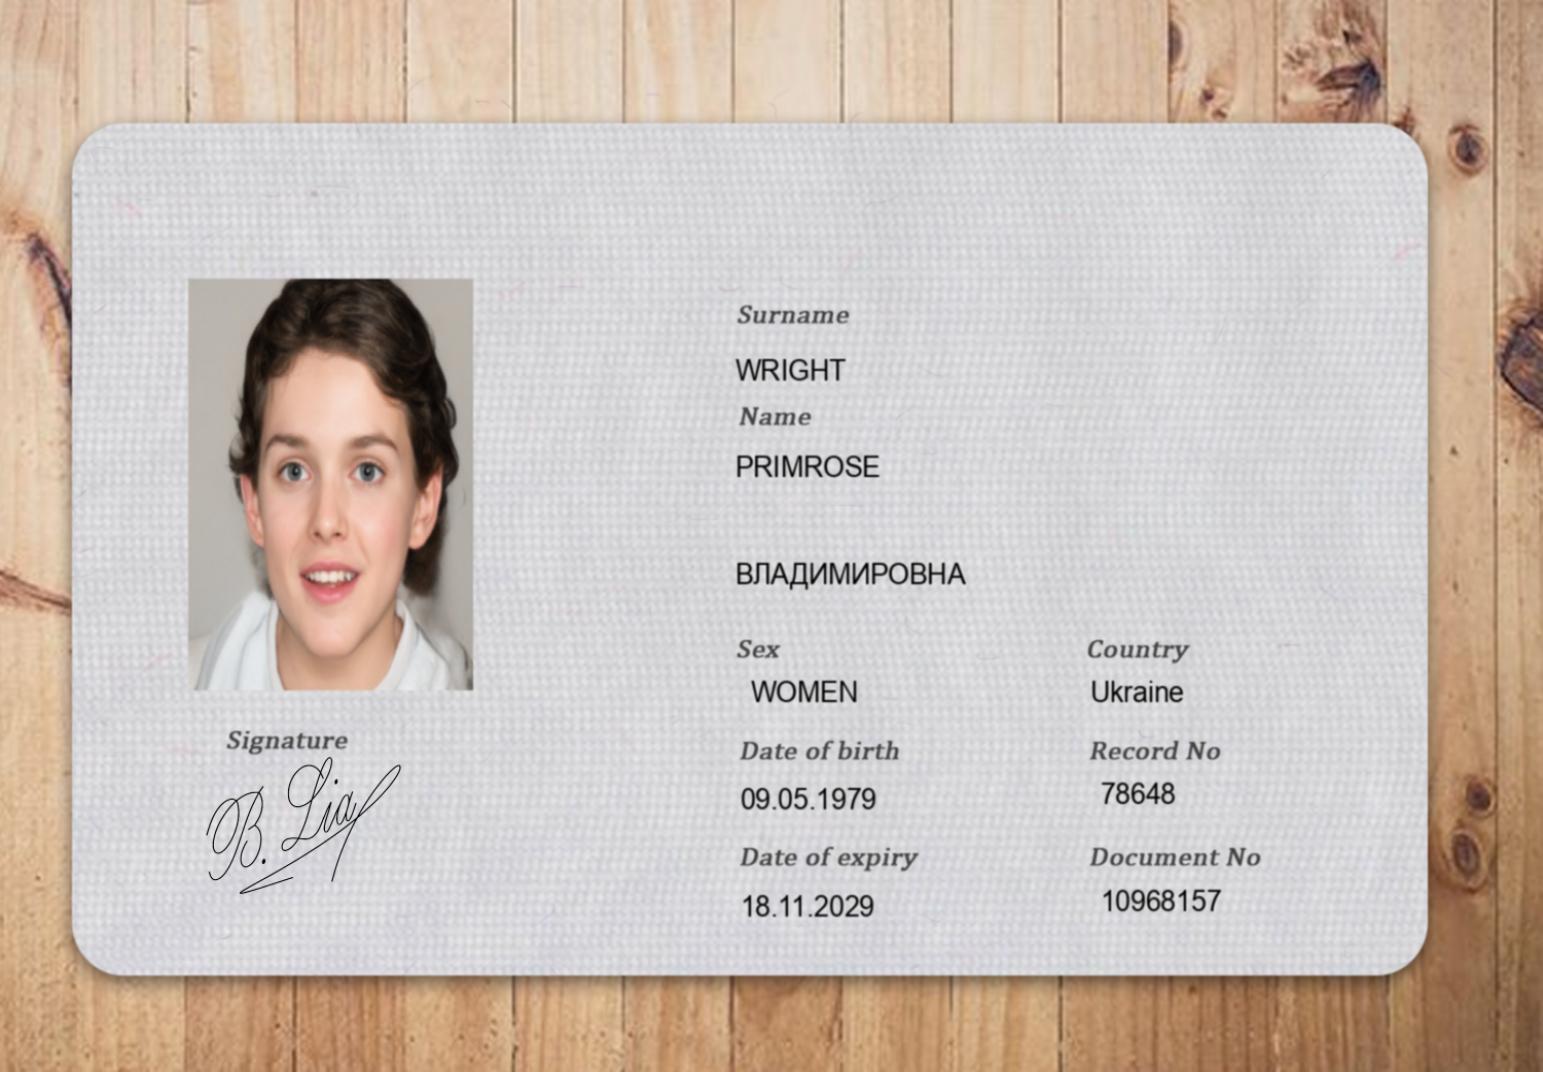 Surname
WRIGHT
Name
PRIMROSE
ВЛАДИМИРОВНА
Sex
Country
WOMEN
Ukraine
Signature
Date of birth
Record No
B. Lia
09.05.1979
78648
Date of expiry
Document No
18.11.2029
10968157